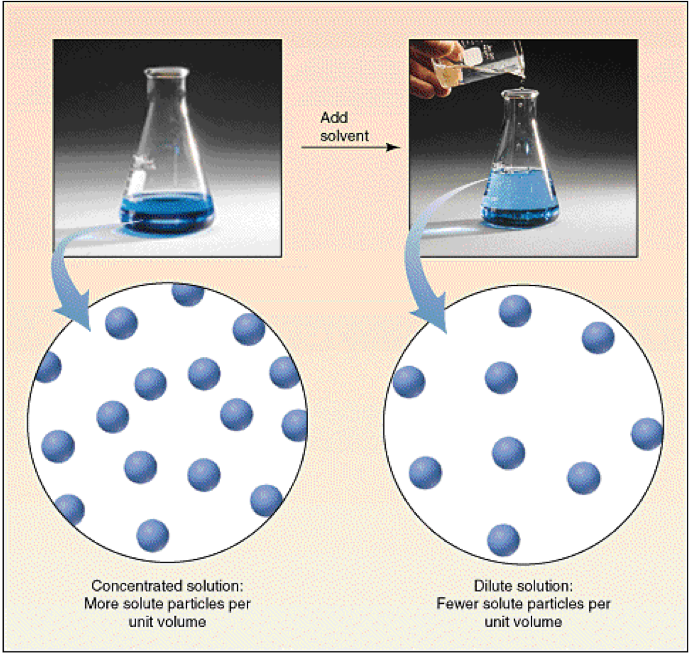 Add
solvent
Concentrated solution:
More solute particles per
unit volume
Dilute solution:
Fewer solute particles per
unit volume